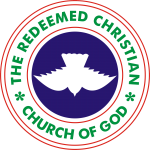 THE REDEEMED CHRISTIAN
CHURCH OF GOD